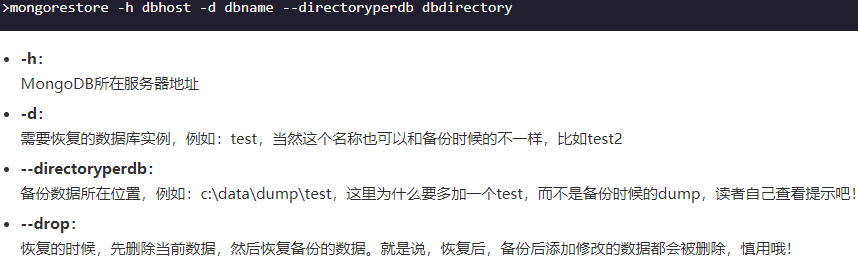 >mongorestore -h dbhost -d dbname --directoryperdb dbdirectory
-h：
MongoDB所在服务器地址
-d：
需要恢复的数据库实例，例如：test，当然这个名称也可以和备份时候的不一样，比如test2
--directoryperdb：
备份数据所在位置，例如：c:\data\dump\test，这里为什么要多加一个test，而不是备份时候的dump，读者自己查看提示吧！
--drop：
恢复的时候，先删除当前数据，然后恢复备份的数据。就是说，恢复后，备份后添加修改的数据都会被删除，慎用哦！